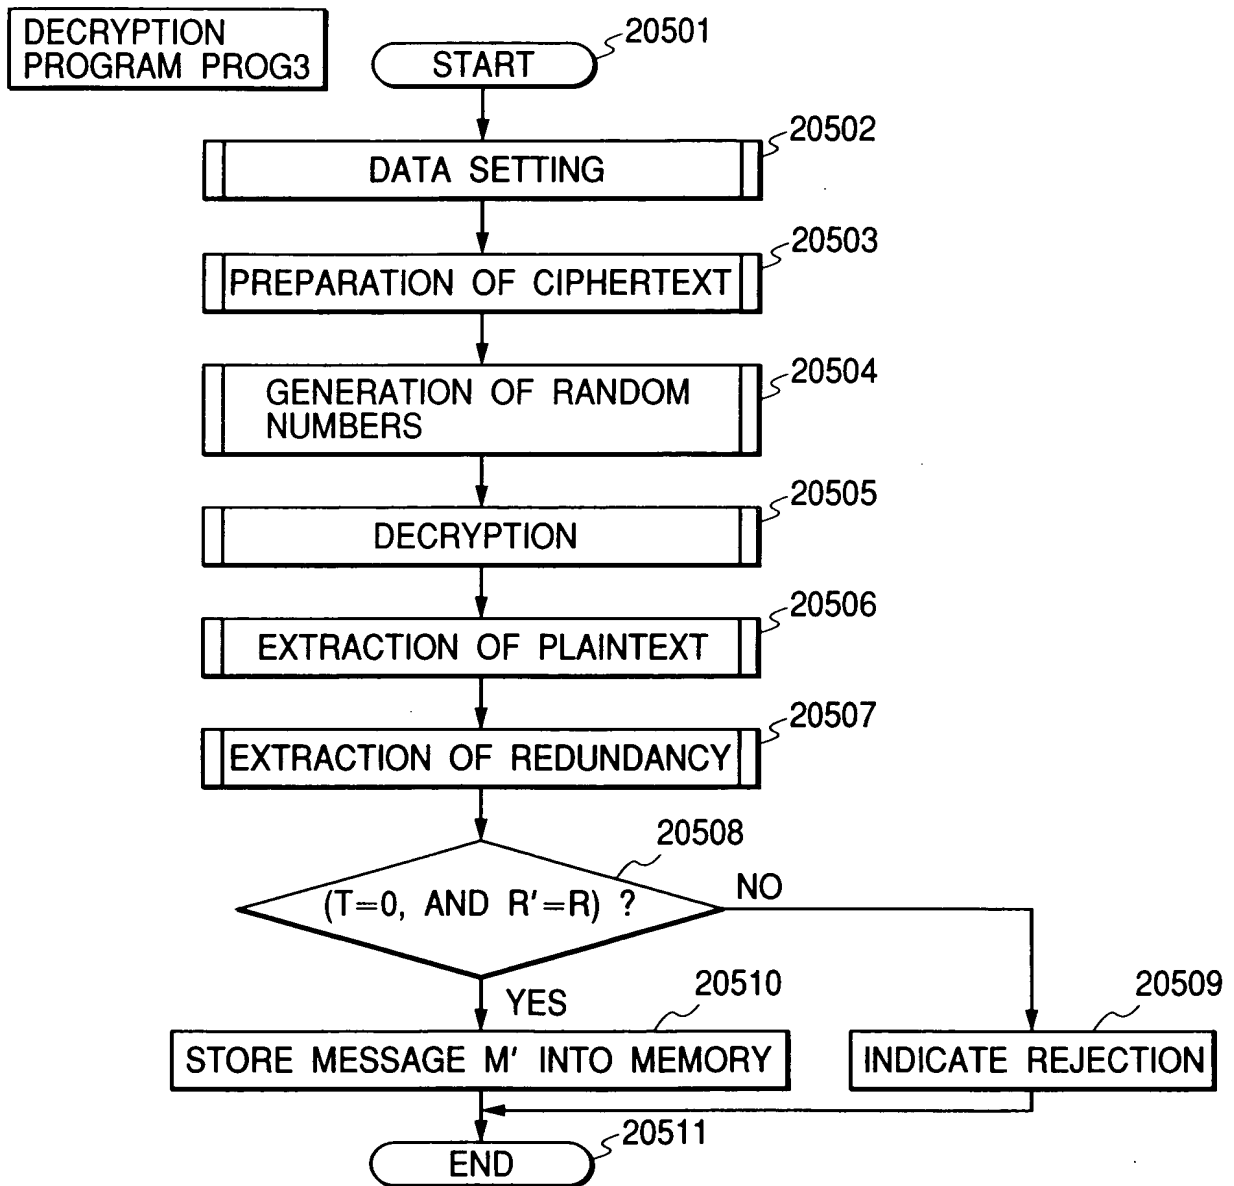 DECRYPTION
PROGRAM PROG3
START
20501
DATA SETTING
20502
PREPARATION OF CIPHERTEXT
20503
GENERATION OF RANDOM
NUMBERS
20504
DECRYPTION
20505
EXTRACTION OF PLAINTEXT
20506
EXTRACTION OF REDUNDANCY
20507
(T=0, AND R'=R) ?
20508
NO
YES
STORE MESSAGE M' INTO MEMORY
20510
INDICATE REJECTION
20509
END
20511